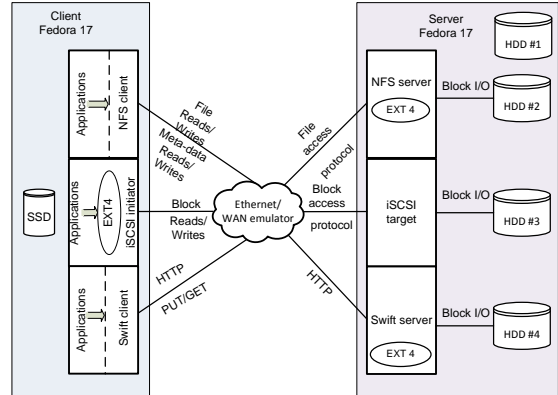 Client
Fedora 17
Server
Fedora 17
HDD #1
Applications
NFS client
File
Reads/
Writes
Meta-data
Reads/
Writes
File
access
protocol
NFS server
EXT 4
Block I/O
HDD #2
SSD
Applications
EXT4
iSCSI initiator
Block
Reads/
Writes
Ethernet/
WAN emulator
Block
access
protocol
iSCSI
target
Block I/O
HDD #3
Applications
Swift client
HTTP
PUT/GET
HTTP
Swift server
EXT 4
Block I/O
HDD #4